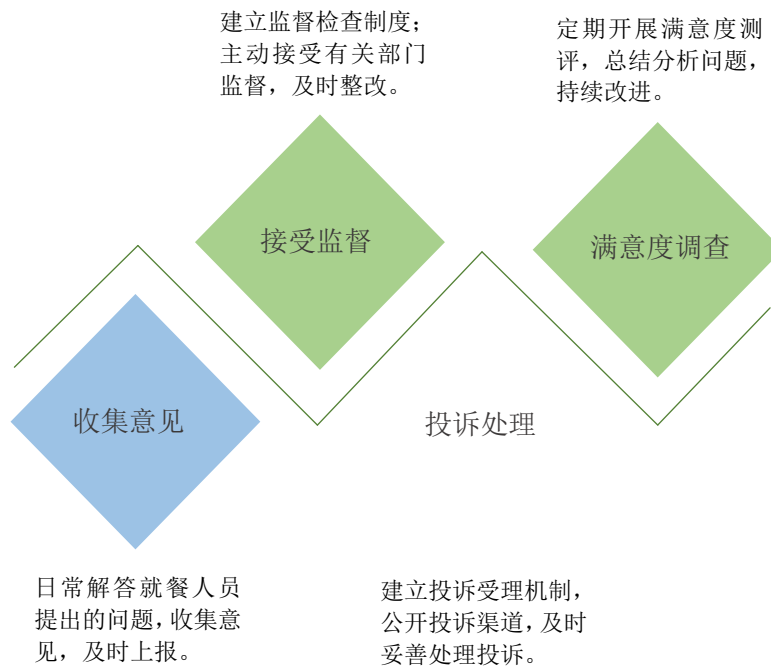 建立监督检查制度；
主动接受有关部门
监督，及时整改。
定期开展满意度测
评，总结分析问题，
持续改进。
接受监督
满意度调查
收集意见
投诉处理
日常解答就餐人员
提出的问题，收集意
见，及时上报。
建立投诉受理机制，
公开投诉渠道，及时
妥善处理投诉。